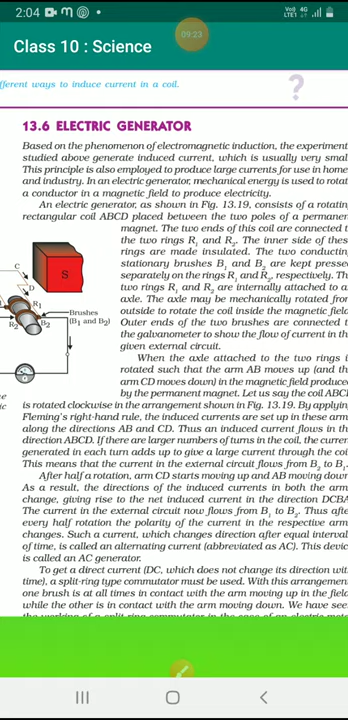 2:04
Vo)) 4G
LTE1
09:23
Class 10 : Science
fferent ways to induce current in a coil.
?
13.6 ELECTRIC GENERATOR
Based on the phenomenon of electromagnetic induction, the experiment
studied above generate induced current, which is usually very smal
This principle is also employed to produce large currents for use in home
and industry. In an electric generator, mechanical energy is used to rotat
a conductor in a magnetic field to produce electricity.
An electric generator, as shown in Fig. 13.19, consists of a rotatin
rectangular coil ABCD placed between the two poles of a permanen
magnet. The two ends of this coil are connected t
the two rings R1 and R2. The inner side of thes
rings are made insulated. The two conductin
stationary brushes B1 and B2 are kept presse
separately on the rings R1 and R2, respectively. Th
two rings R1 and R2 are internally attached to a
axle. The axle may be mechanically rotated from
outside to rotate the coil inside the magnetic field
Outer ends of the two brushes are connected t
the galvanometer to show the flow of current in th
given external circuit.
C
S
D
R1
R2
B2
Brushes
(B1 and B2)
When the axle attached to the two rings i
rotated such that the arm AB moves up (and th
arm CD moves down) in the magnetic field produce
by the permanent magnet. Let us say the coil ABC
e
ic
is rotated clockwise in the arrangement shown in Fig. 13.19. By applyin
Fleming's right-hand rule, the induced currents are set up in these arm
along the directions AB and CD. Thus an induced current flows in th
direction ABCD. If there are larger numbers of turns in the coil, the curren
generated in each turn adds up to give a large current through the coi
This means that the current in the external circuit flows from B2 to B1.
After half a rotation, arm CD starts moving up and AB moving down
As a result, the directions of the induced currents in both the arm
change, giving rise to the net induced current in the direction DCBA
The current in the external circuit now flows from B1 to B2. Thus afte
every half rotation the polarity of the current in the respective arm
changes. Such a current, which changes direction after equal interval
of time, is called an alternating current (abbreviated as AC). This devic
is called an AC generator.
To get a direct current (DC, which does not change its direction wit
time), a split-ring type commutator must be used. With this arrangemen
one brush is at all times in contact with the arm moving up in the field
while the other is in contact with the arm moving down. We have see
the working of a split ring commutator in the case of an electric moto